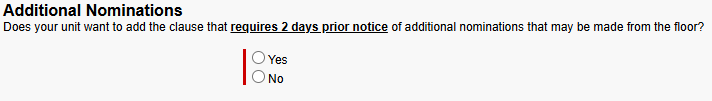 Additional Nominations
Does your unit want to add the clause that requires 2 days prior notice of additional nominations that may be made from the floor?
Yes
No